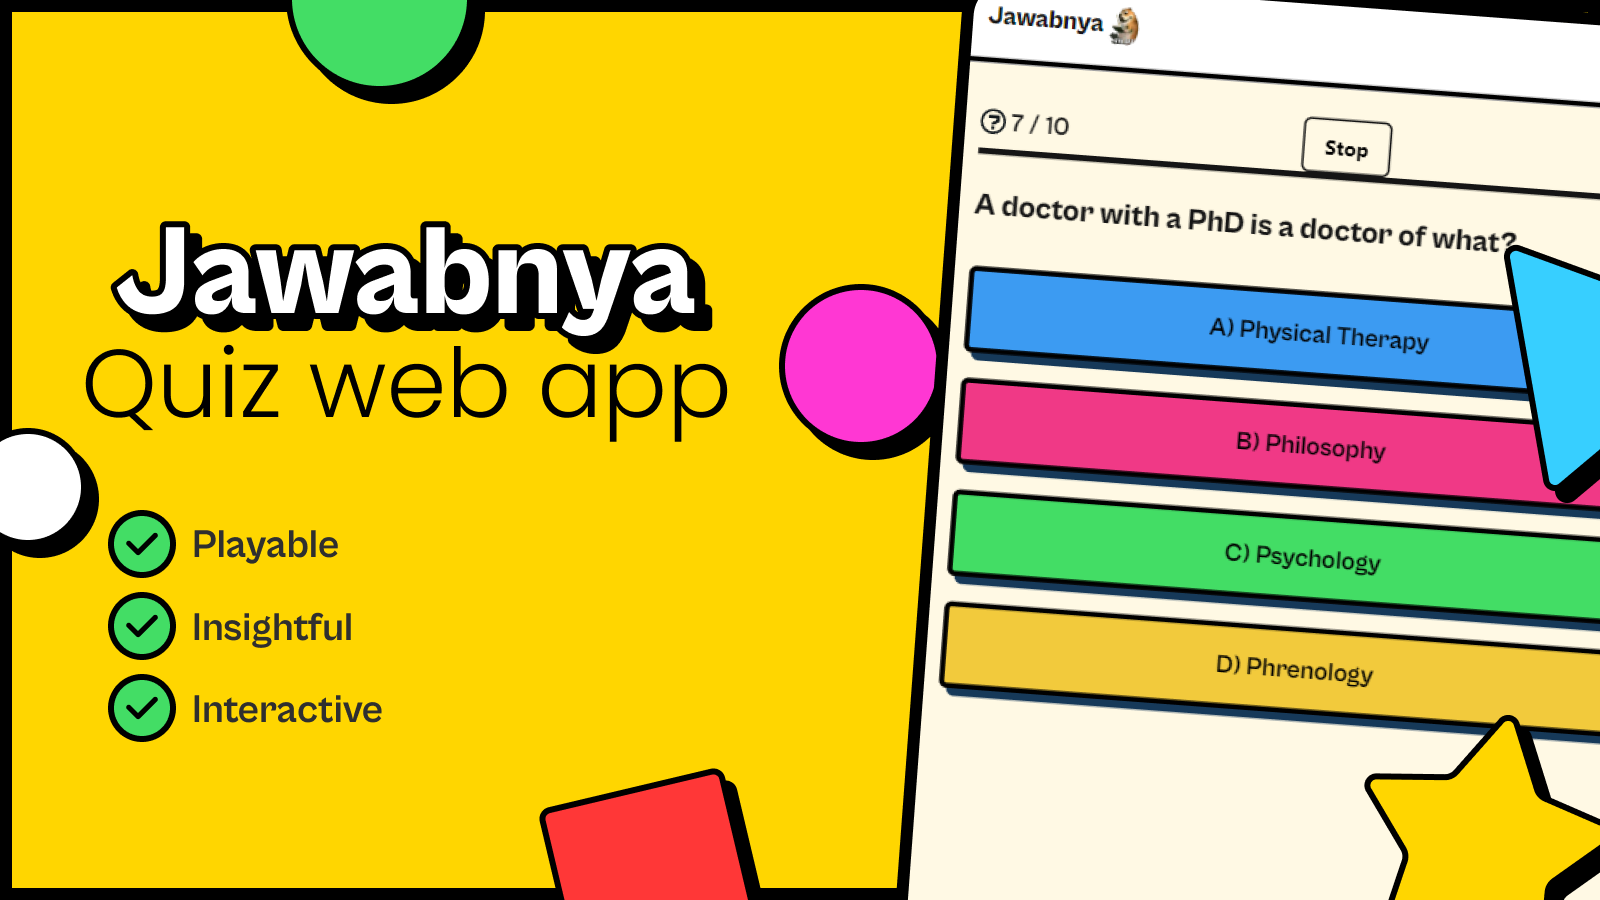 Jawabnya
Quiz web app
Playable
Insightful
Interactive
Jawabnya
7 / 10
Stop
A doctor with a PhD is a doctor of what?
A) Physical Therapy
B) Philosophy
C) Psychology
D) Phrenology